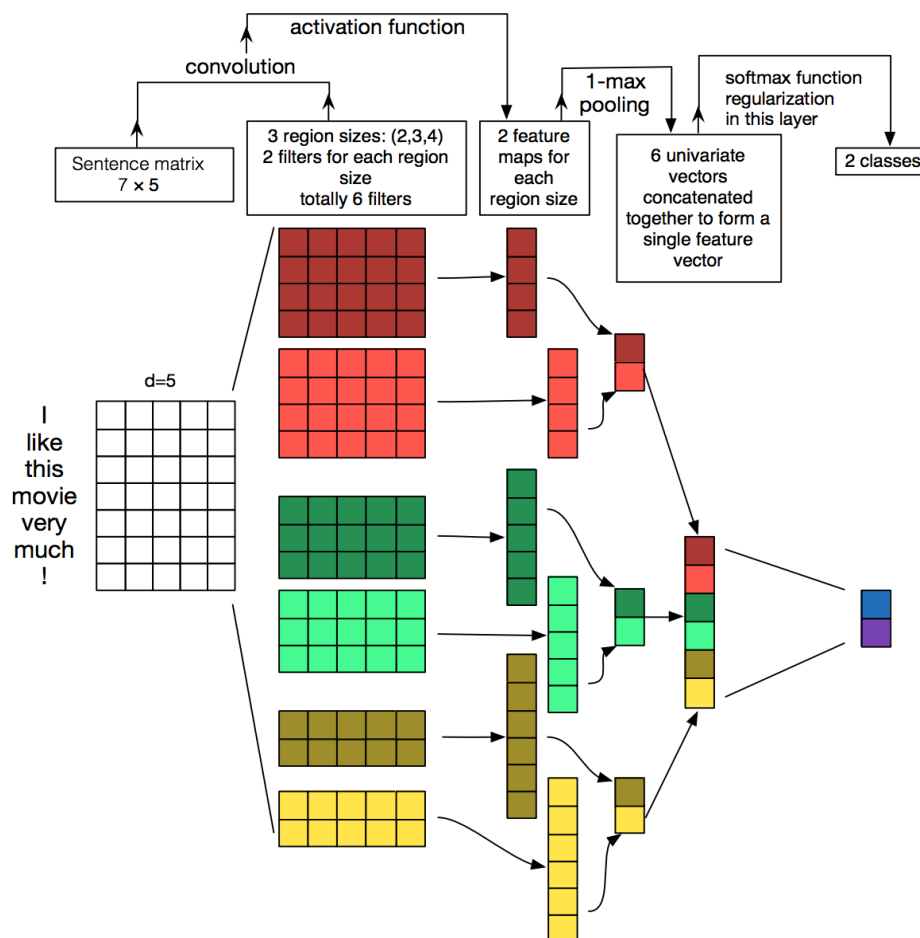 activation function
convolution
1-max
pooling
softmax function
regularization
in this layer
Sentence matrix
7 × 5
3 region sizes: (2,3,4)
2 filters for each region
size
totally 6 filters
2 feature
maps for
each
region size
6 univariate
vectors
concatenated
together to form a
single feature
vector
2 classes
d=5
I
like
this
movie
very
much
!